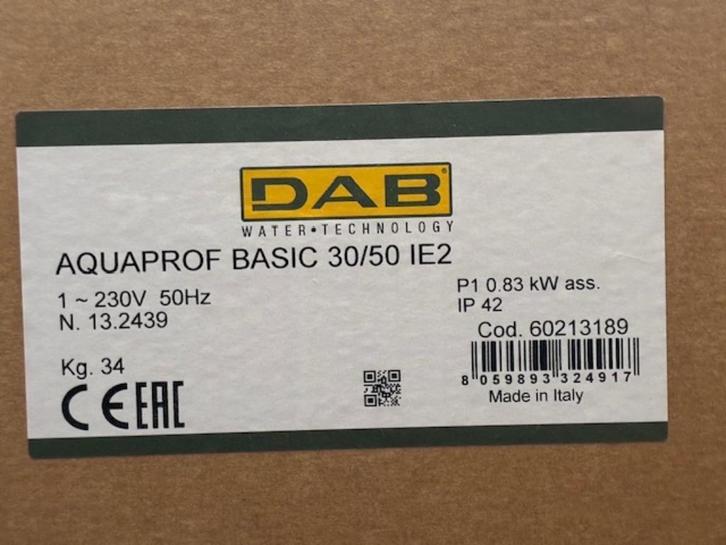 DAB
WATER•TECHNOLOGY
AQUAPROF BASIC 30/50 IE2
1 ~ 230V 50Hz
N. 13.2439
P1 0.83 kW ass.
IP 42
Cod. 60213189
8 059893 324917
Made in Italy
Kg. 34
CE EAC